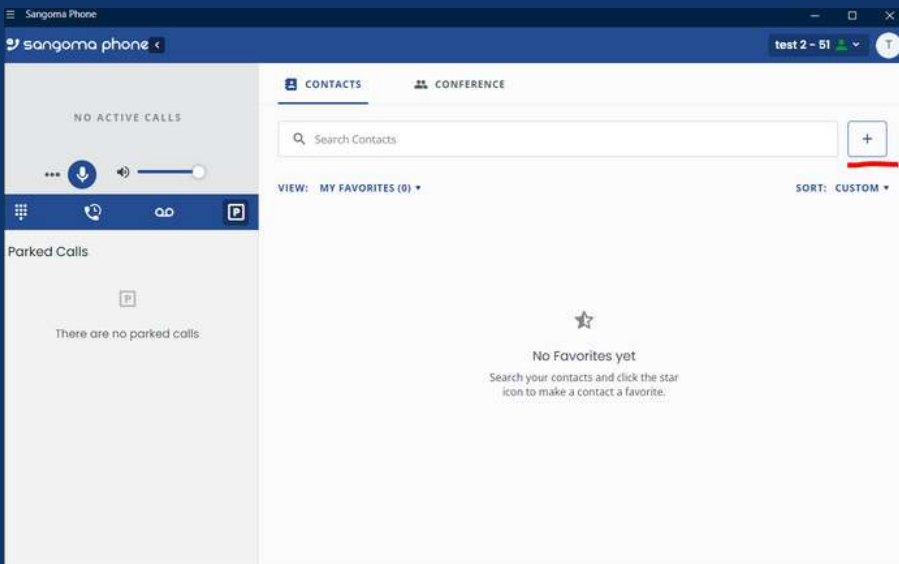 Sangoma Phone
sangoma phone
test 2 - 51
T
NO ACTIVE CALLS
CONTACTS
CONFERENCE
Search Contacts
+
VIEW: MY FAVORITES (0)
SORT: CUSTOM
P
Parked Calls
P
There are no parked calls
No Favorites yet
Search your contacts and click the star
icon to make a contact a favorite.